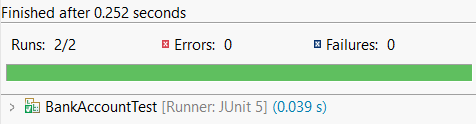 Finished after 0.252 seconds
Runs: 2/2 Errors: 0 Failures: 0
BankAccountTest [Runner: JUnit 5] (0.039 s)